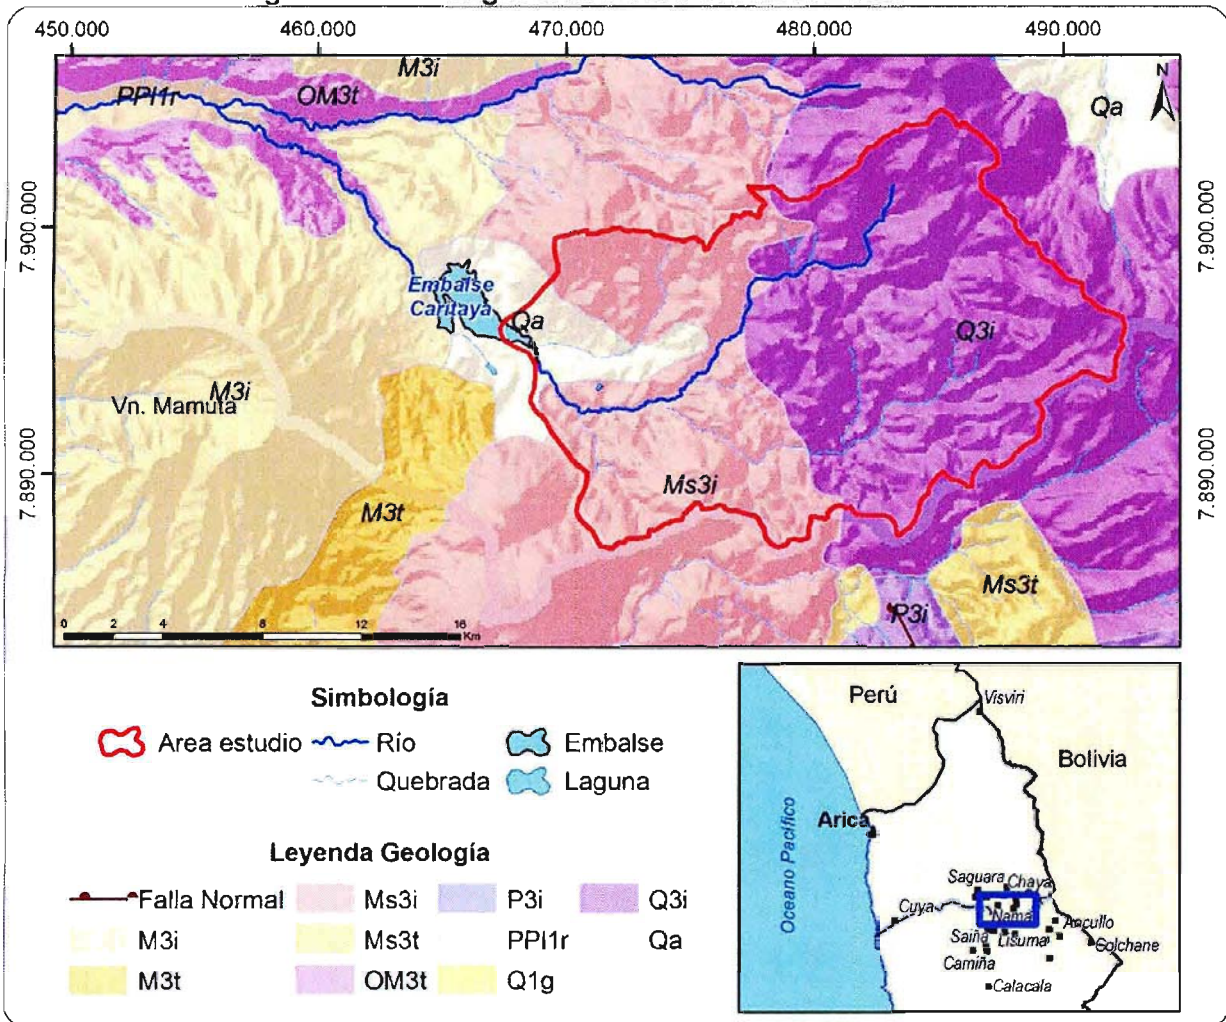 450.000 460.000 470.000 480.000 490.000
M3i
PPI1r
OM3t
N
Qa
7.900.000
7.900.000
Embalse
Caritaya
Qa
Q3i
M3i
Vn. Mamuta
7.890.000
7.890.000
Ms3i
M3t
Ms3t
P3i
0 2 4 8 12 16
Km
Simbología
Area estudio
Río
Embalse
Quebrada
Laguna
Leyenda Geología
Falla Normal
Ms3i
P3i
Q3i
M3i
Ms3t
PPI1r
Qa
M3t
OM3t
Q1g
Perú
Visviri
Bolivia
Arica
Oceano Pacífico
Saguara
Chaya
Cuya
Nama
Ancullo
Saiña
Lisuma
Colchane
Camiña
Calacala